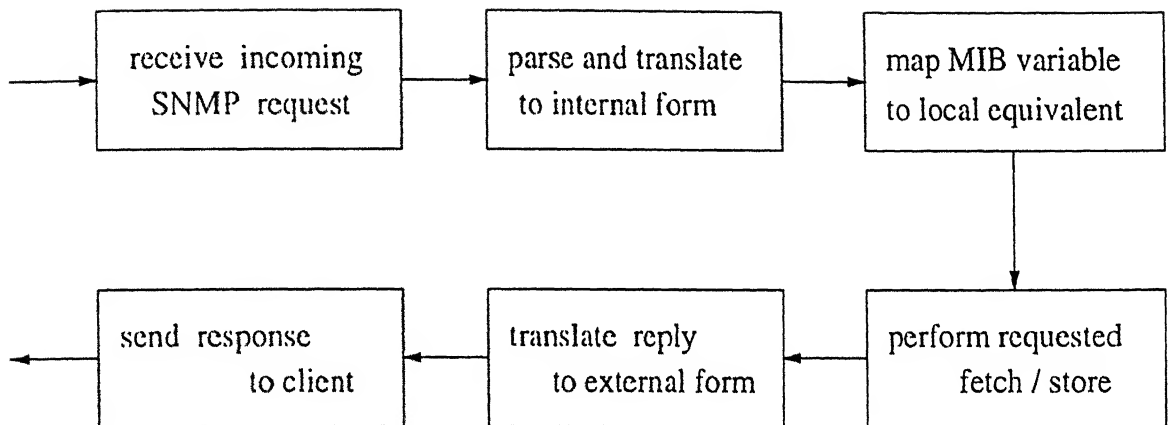 receive incoming
SNMP request
parse and translate
to internal form
map MIB variable
to local equivalent
send response
to client
translate reply
to external form
perform requested
fetch / store